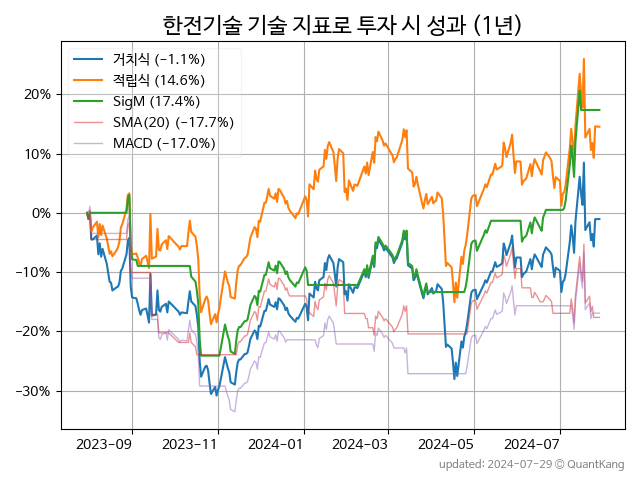 한전기술 기술 지표로 투자 시 성과 (1년)
거치식 (−1.1%)
적립식 (14.6%)
SigM (17.4%)
SMA(20) (−17.7%)
MACD (−17.0%)
20%
10%
0%
−10%
−20%
−30%
2023-09 2023-11 2024-01 2024-03 2024-05 2024-07
updated: 2024-07-29 © QuantKang